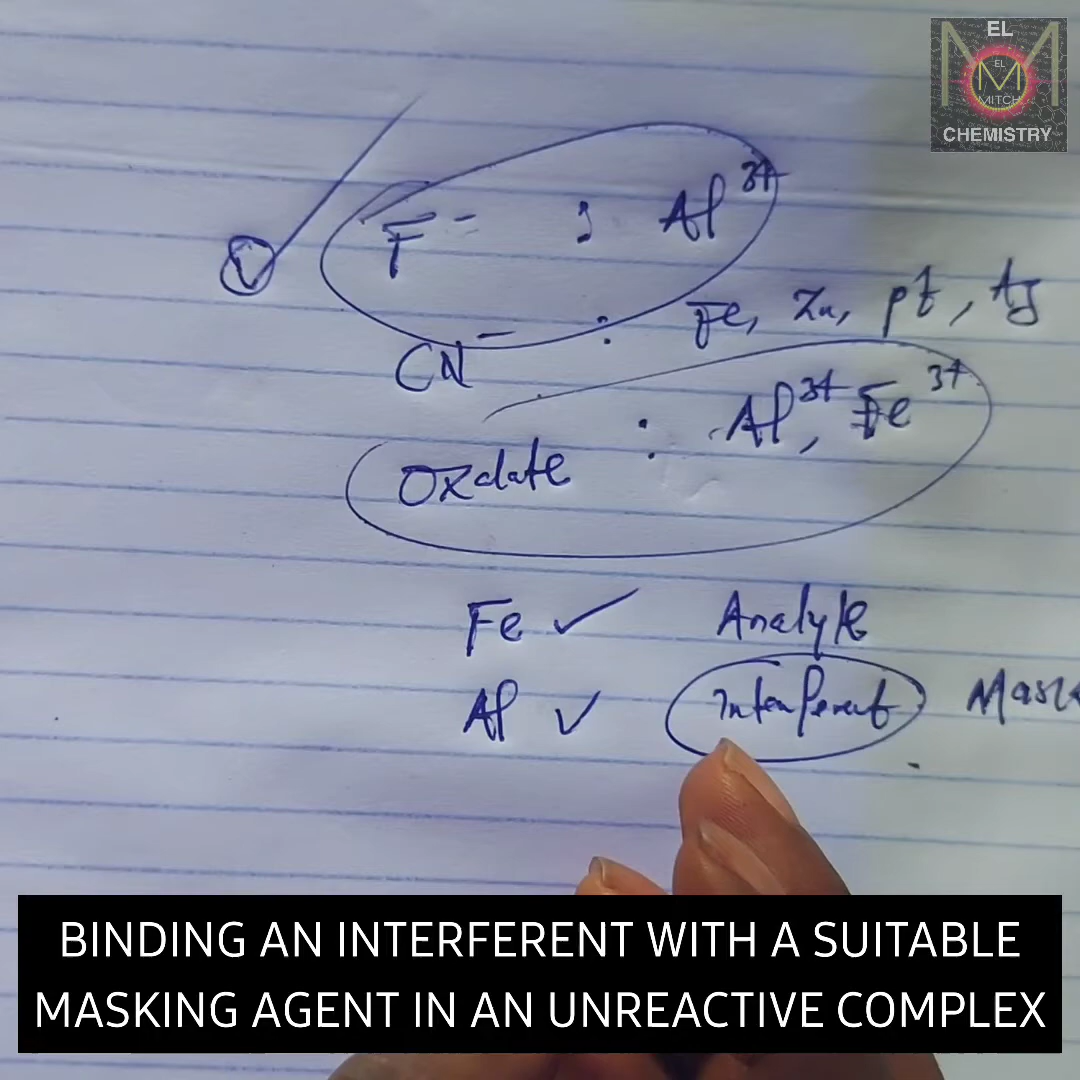 EL
EL
MITCH
CHEMISTRY
F⁻ : Al³⁺
CN⁻ : Fe, Zn, Pt, Ag
Oxalate : Al³⁺, Fe³⁺
Fe ✓ Analyte
Al ✓ Interferent Mask
BINDING AN INTERFERENT WITH A SUITABLE
MASKING AGENT IN AN UNREACTIVE COMPLEX